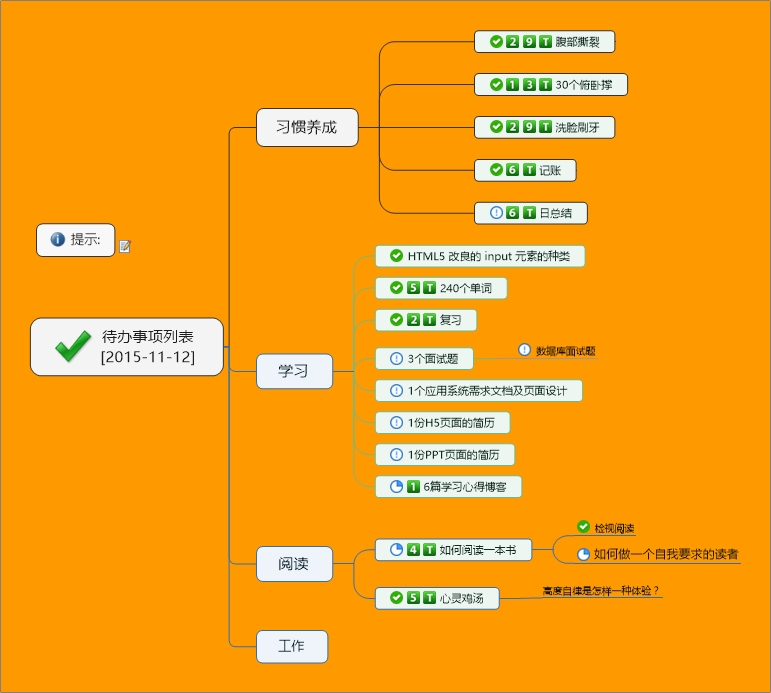 2 9 T 腹部撕裂
1 3 T 30个俯卧撑
习惯养成
2 9 T 洗脸刷牙
6 T 记账
6 T 日总结
提示:
HTML5 改良的 input 元素的种类
5 T 240个单词
2 T 复习
待办事项列表
[2015-11-12]
3个面试题
数据库面试题
学习
1个应用系统需求文档及页面设计
1份H5页面的简历
1份PPT页面的简历
1 6篇学习心得博客
检视阅读
4 T 如何阅读一本书
如何做一个自我要求的读者
阅读
5 T 心灵鸡汤
高度自律是怎样一种体验？
工作